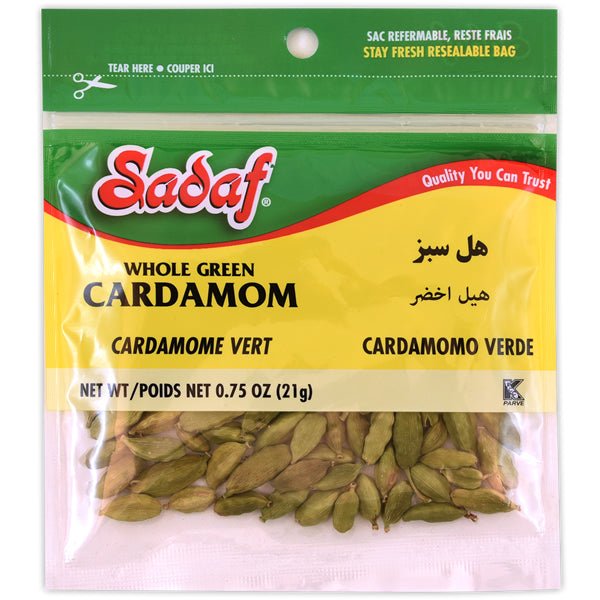 SAC REFERMABLE, RESTE FRAIS
STAY FRESH RESEALABLE BAG
TEAR HERE ● COUPER ICI
Sadaf®
Quality You Can Trust
WHOLE GREEN
CARDAMOM
هل سبز
هيل اخضر
CARDAMOME VERT
CARDAMOMO VERDE
NET WT/POIDS NET 0.75 OZ (21g)
K
PARVE